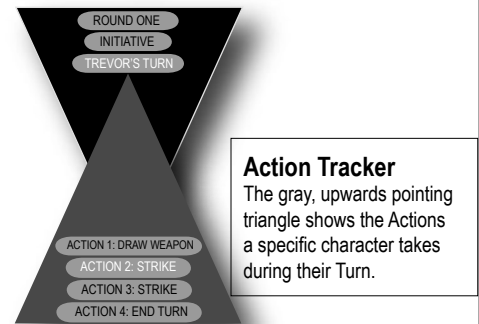 ROUND ONE
INITIATIVE
TREVOR'S TURN
ACTION 1: DRAW WEAPON
ACTION 2: STRIKE
ACTION 3: STRIKE
ACTION 4: END TURN
Action Tracker
The gray, upwards pointing
triangle shows the Actions
a specific character takes
during their Turn.